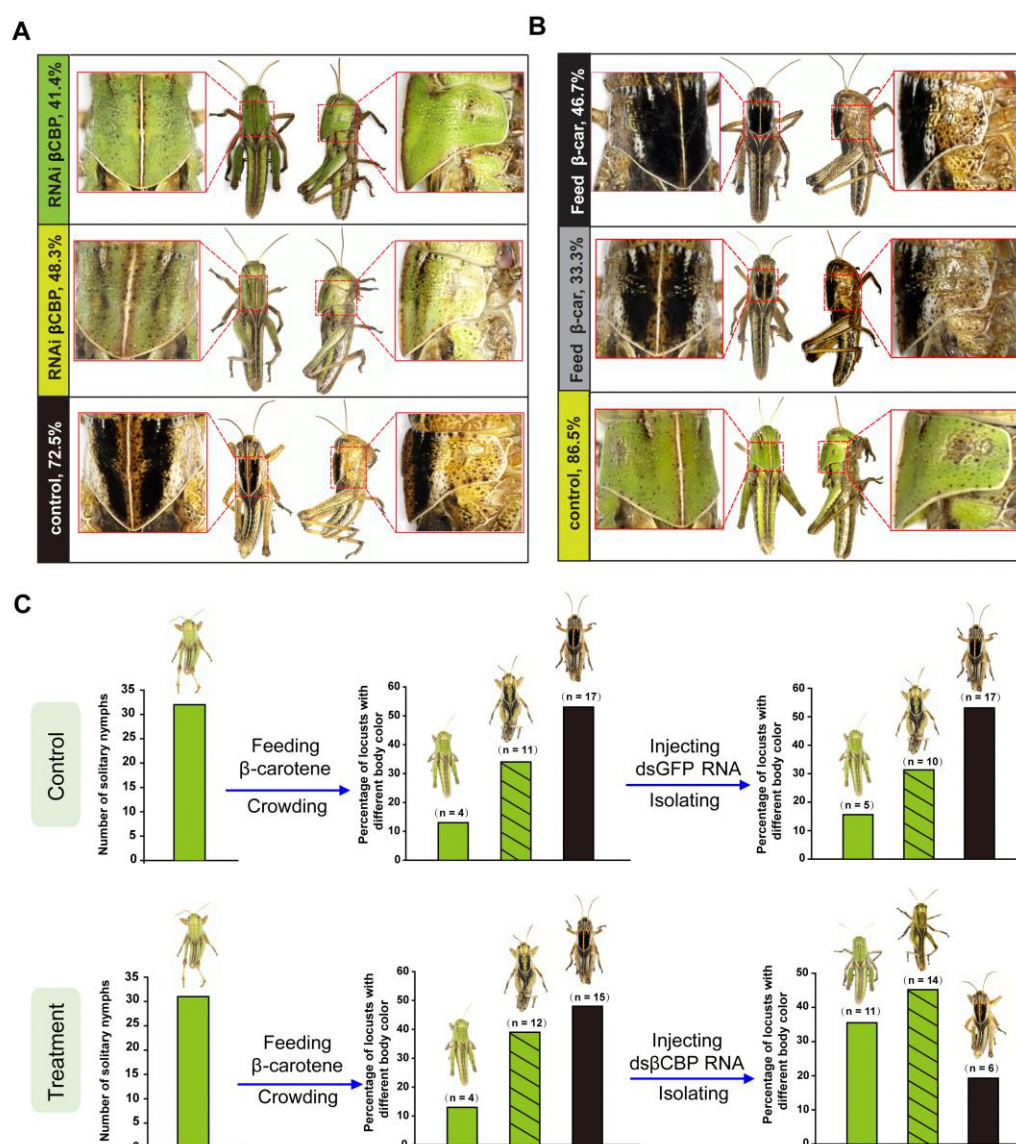 A
B
RNAi βCBP, 41.4%
RNAi βCBP, 48.3%
control, 72.5%
Feed β-car, 46.7%
Feed β-car, 33.3%
control, 86.5%
C
Control
Number of solitary nymphs
35
30
25
20
15
10
5
0
Feeding
β-carotene
Crowding
Percentage of locusts with
different body color
60
50
40
30
20
10
0
(n = 4)
(n = 11)
(n = 17)
Injecting
dsGFP RNA
Isolating
Percentage of locusts with
different body color
60
50
40
30
20
10
0
(n = 5)
(n = 10)
(n = 17)
Treatment
Number of solitary nymphs
35
30
25
20
15
10
5
0
Feeding
β-carotene
Crowding
Percentage of locusts with
different body color
60
50
40
30
20
10
0
(n = 4)
(n = 12)
(n = 15)
Injecting
dsβCBP RNA
Isolating
Percentage of locusts with
different body color
50
40
30
20
10
0
(n = 11)
(n = 14)
(n = 6)